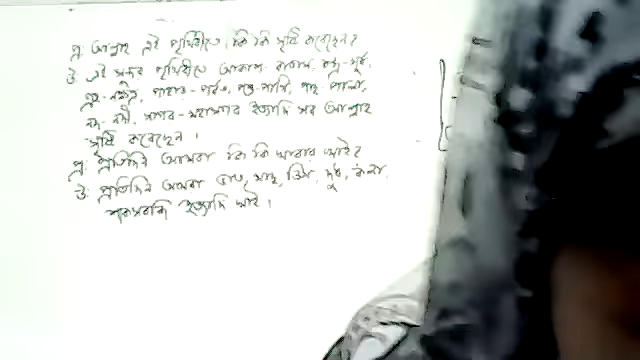 প্র: আল্লাহ এই পৃথিবীতে কি কি সৃষ্টি করেছেন?
উ: এই সুন্দর পৃথিবীতে আকাশ, বাতাস, চন্দ্র-সূর্য,
গ্রহ-নক্ষত্র, পাহাড়-পর্বত, পশু-পাখি, গাছ-পালা,
নদ-নদী, সাগর-মহাসাগর ইত্যাদি সব আল্লাহ
সৃষ্টি করেছেন।
প্র: প্রতিদিন আমরা কি কি খাবার খাই?
উ: প্রতিদিন আমরা ভাত, মাছ, ডিম, দুধ, কলা,
শাকসবজি ইত্যাদি খাই।